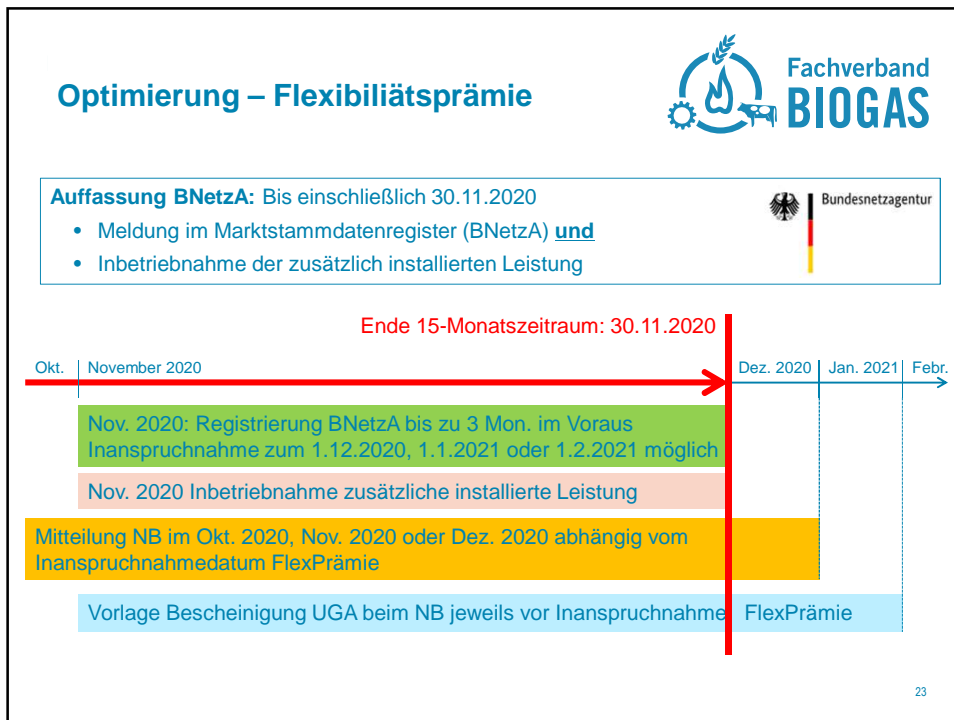 Optimierung – Flexibiliätsprämie
Fachverband
BIOGAS
Auffassung BNetzA: Bis einschließlich 30.11.2020
• Meldung im Marktstammdatenregister (BNetzA) und
• Inbetriebnahme der zusätzlich installierten Leistung
Bundesnetzagentur
Ende 15-Monatszeitraum: 30.11.2020
Okt. November 2020 Dez. 2020 Jan. 2021 Febr.
Nov. 2020: Registrierung BNetzA bis zu 3 Mon. im Voraus
Inanspruchnahme zum 1.12.2020, 1.1.2021 oder 1.2.2021 möglich
Nov. 2020 Inbetriebnahme zusätzliche installierte Leistung
Mitteilung NB im Okt. 2020, Nov. 2020 oder Dez. 2020 abhängig vom
Inanspruchnahmedatum FlexPrämie
Vorlage Bescheinigung UGA beim NB jeweils vor Inanspruchnahme FlexPrämie
23